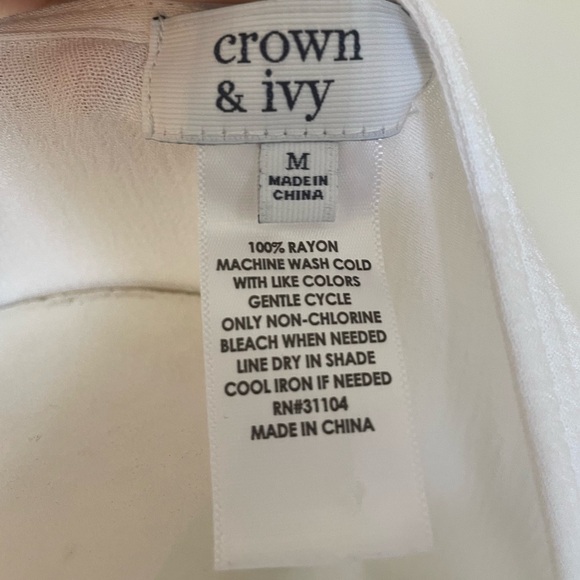 crown
& ivy
M
MADE IN
CHINA
100% RAYON
MACHINE WASH COLD
WITH LIKE COLORS
GENTLE CYCLE
ONLY NON-CHLORINE
BLEACH WHEN NEEDED
LINE DRY IN SHADE
COOL IRON IF NEEDED
RN#31104
MADE IN CHINA